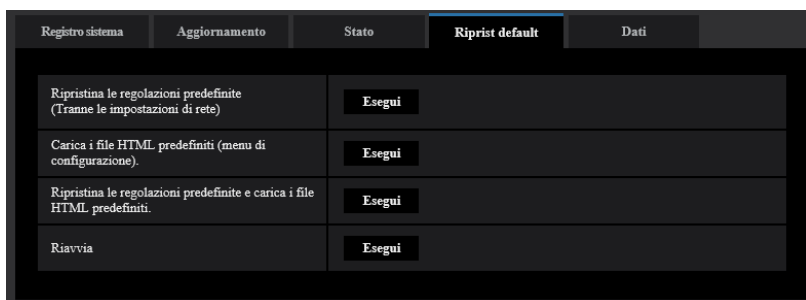 Registro sistema
Aggiornamento
Stato
Riprist default
Dati
Ripristina le regolazioni predefinite
(Tranne le impostazioni di rete)
Esegui
Carica i file HTML predefiniti (menu di
configurazione).
Esegui
Ripristina le regolazioni predefinite e carica i file
HTML predefiniti.
Esegui
Riavvia
Esegui